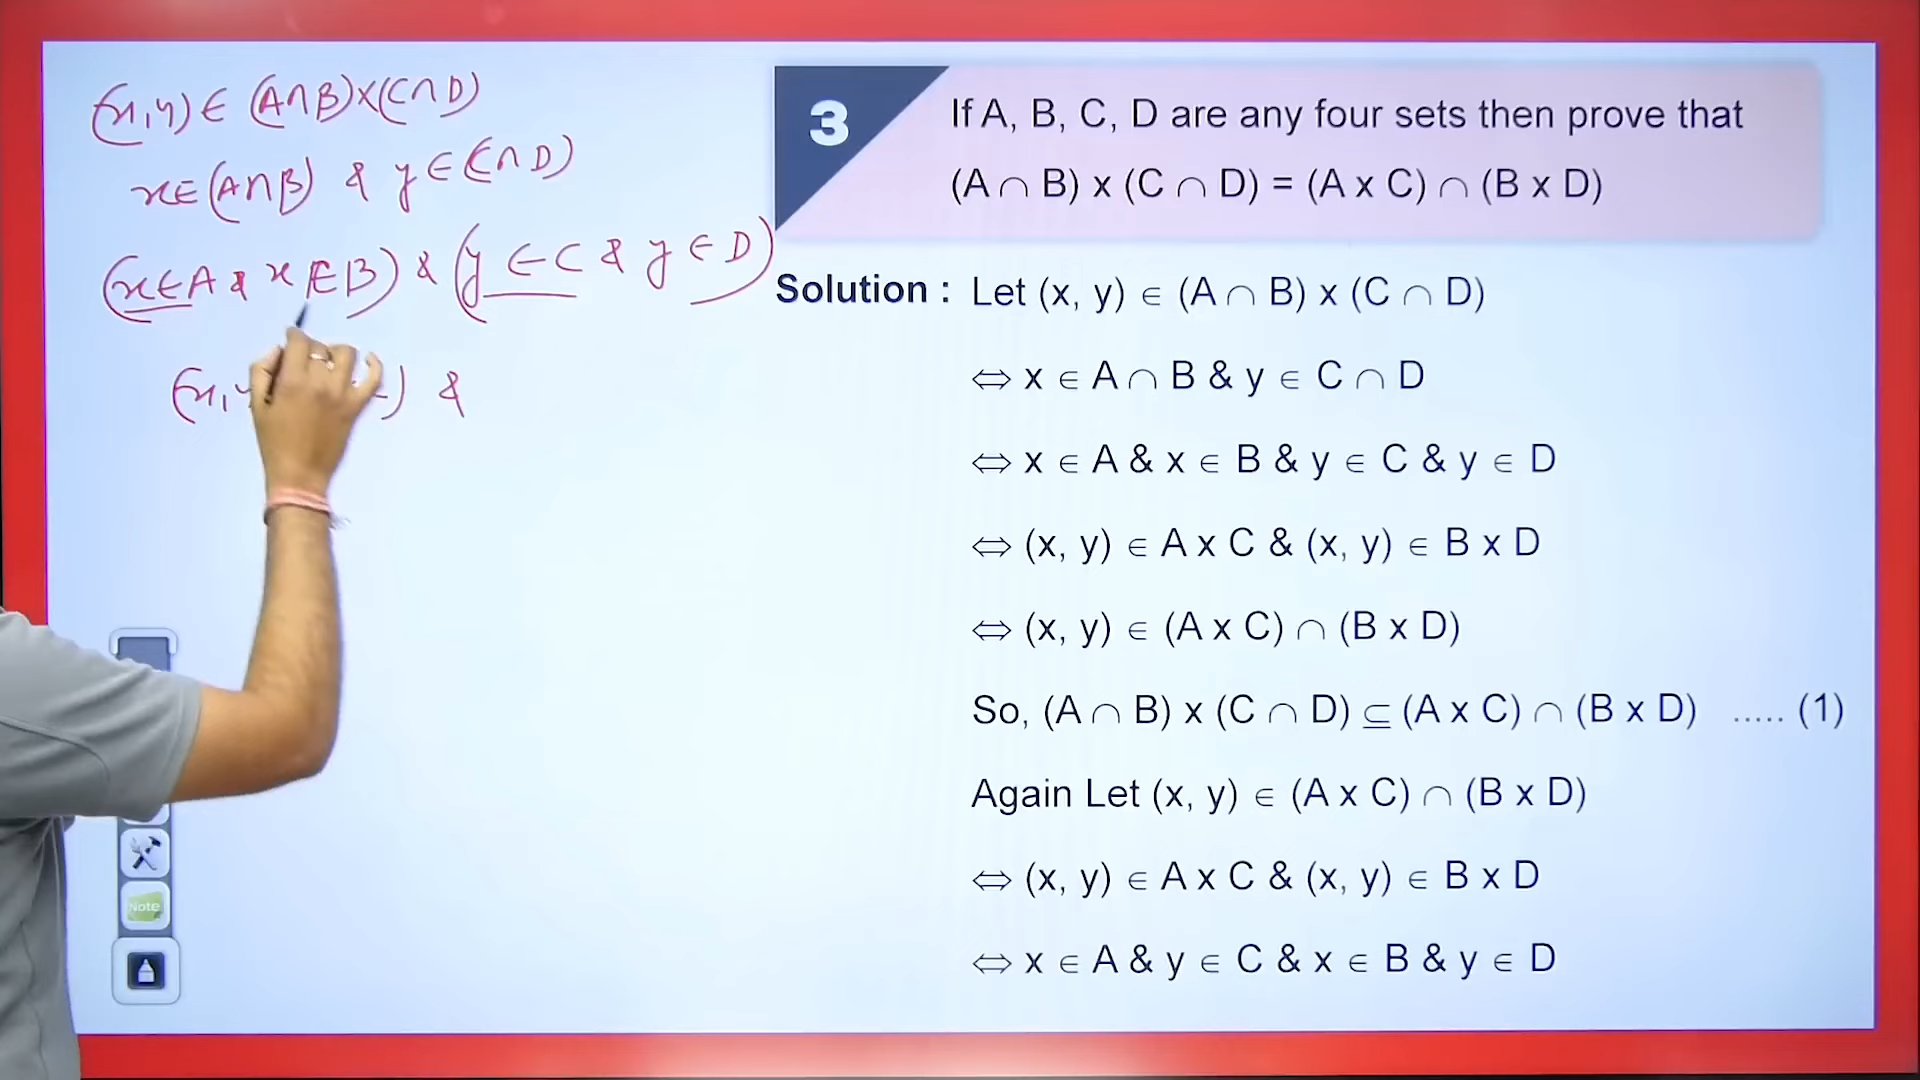 (x,y) ∈ (A∩B)×(C∩D)
x∈(A∩B) & y∈(C∩D)
(x∈A & x∈B) & (y∈C & y∈D)
(x, ) &
3
If A, B, C, D are any four sets then prove that
(A ∩ B) x (C ∩ D) = (A x C) ∩ (B x D)
Solution : Let (x, y) ∈ (A ∩ B) x (C ∩ D)
⇔ x ∈ A ∩ B & y ∈ C ∩ D
⇔ x ∈ A & x ∈ B & y ∈ C & y ∈ D
⇔ (x, y) ∈ A x C & (x, y) ∈ B x D
⇔ (x, y) ∈ (A x C) ∩ (B x D)
So, (A ∩ B) x (C ∩ D) ⊆ (A x C) ∩ (B x D) ..... (1)
Again Let (x, y) ∈ (A x C) ∩ (B x D)
⇔ (x, y) ∈ A x C & (x, y) ∈ B x D
⇔ x ∈ A & y ∈ C & x ∈ B & y ∈ D
Note